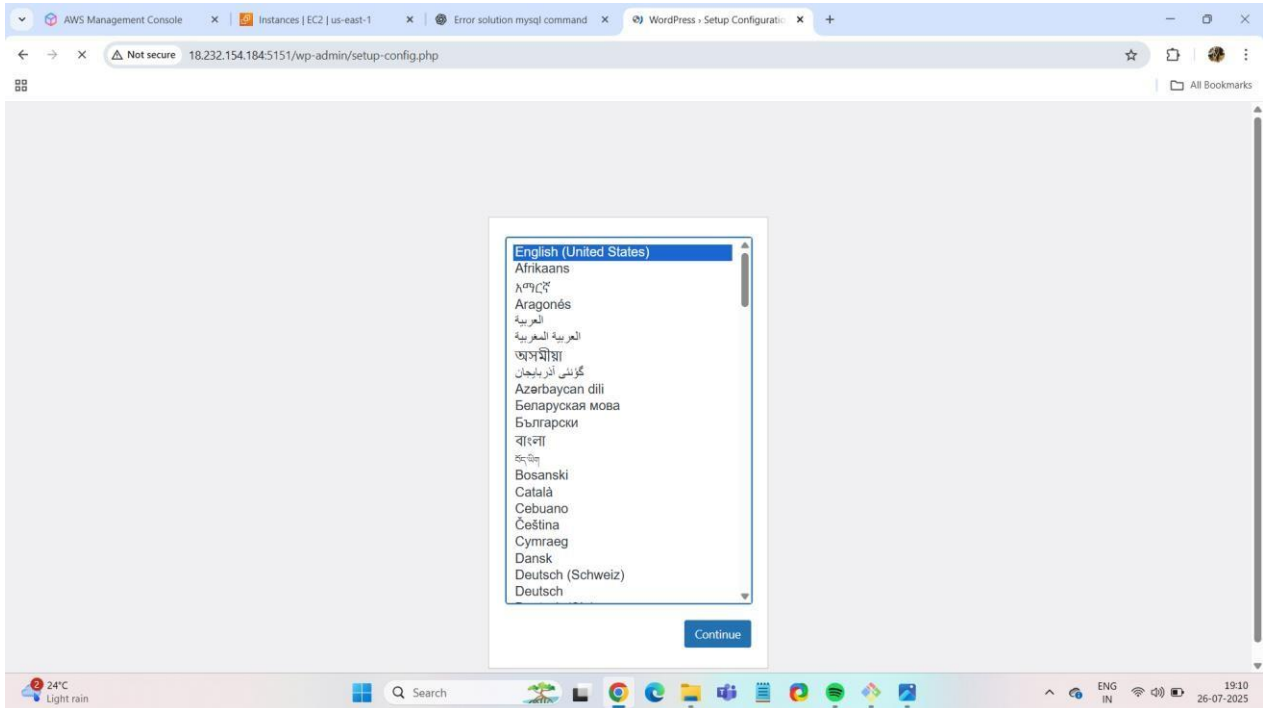 AWS Management Console
Instances | EC2 | us-east-1
Error solution mysql command
WordPress › Setup Configuratio
Not secure 18.232.154.184:5151/wp-admin/setup-config.php
All Bookmarks
English (United States)
Afrikaans
አማርኛ
Aragonés
العربية
العربية المغربية
অসমীয়া
گؤنئی آذربایجان
Azərbaycan dili
Беларуская мова
Български
বাংলা
བོད་ཡིག
Bosanski
Català
Cebuano
Čeština
Cymraeg
Dansk
Deutsch (Schweiz)
Deutsch
Continue
2
24°C
Light rain
Search
ENG
IN
19:10
26-07-2025